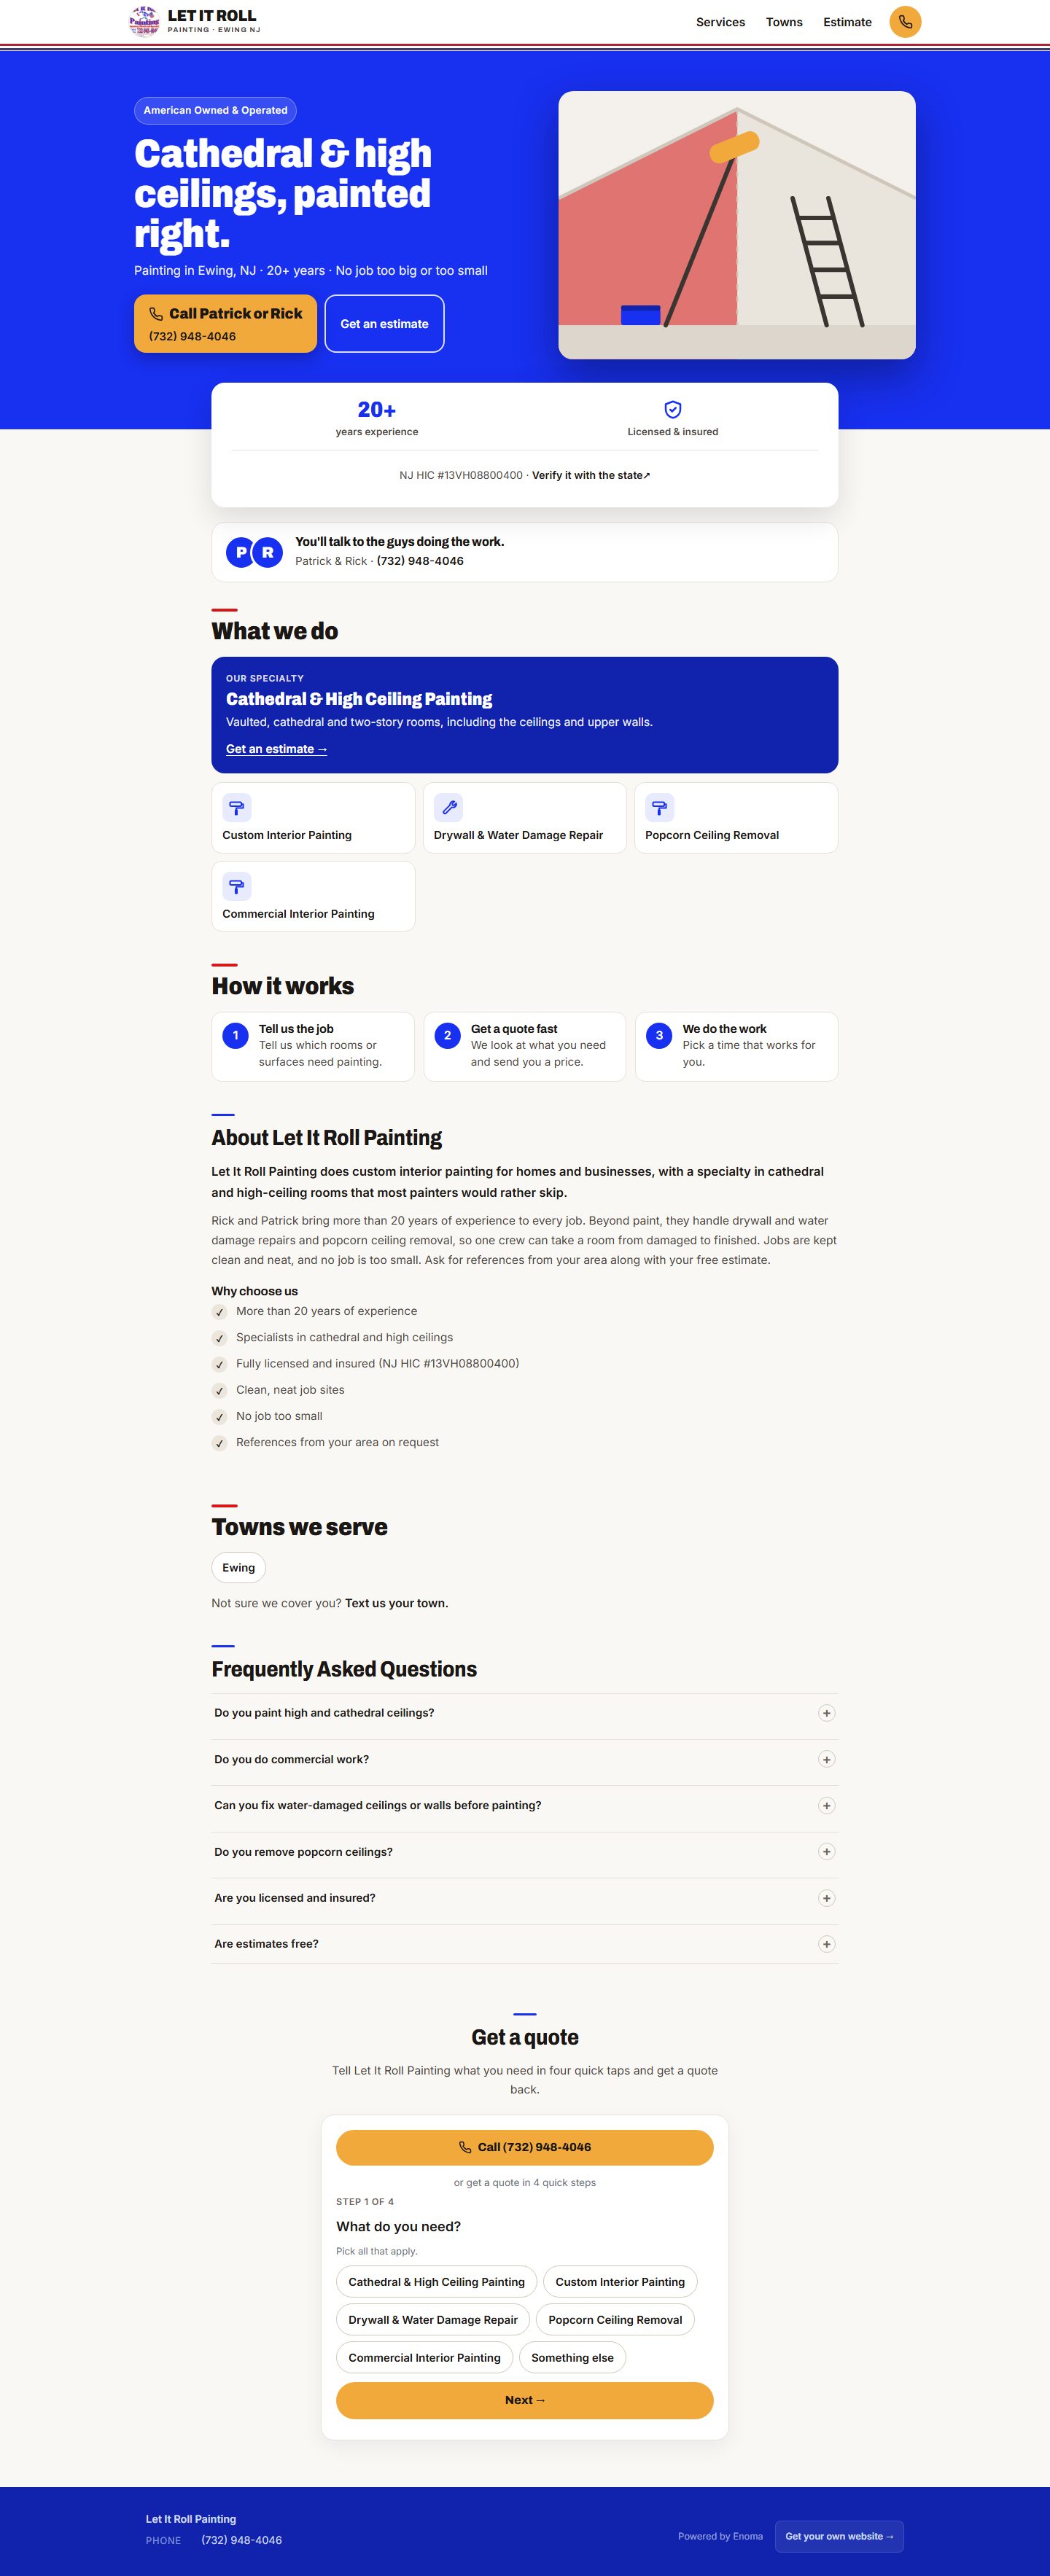 LET IT ROLL
PAINTING · EWING NJ
Services
Towns
Estimate
American Owned & Operated
Cathedral & high
ceilings, painted
right.
Painting in Ewing, NJ · 20+ years · No job too big or too small
Call Patrick or Rick
(732) 948-4046
Get an estimate
20+
years experience
Licensed & insured
NJ HIC #13VH08800400 · Verify it with the state↗
P
R
You'll talk to the guys doing the work.
Patrick & Rick · (732) 948-4046
What we do
OUR SPECIALTY
Cathedral & High Ceiling Painting
Vaulted, cathedral and two-story rooms, including the ceilings and upper walls.
Get an estimate →
Custom Interior Painting
Drywall & Water Damage Repair
Popcorn Ceiling Removal
Commercial Interior Painting
How it works
1
Tell us the job
Tell us which rooms or
surfaces need painting.
2
Get a quote fast
We look at what you need
and send you a price.
3
We do the work
Pick a time that works for
you.
About Let It Roll Painting
Let It Roll Painting does custom interior painting for homes and businesses, with a specialty in cathedral
and high-ceiling rooms that most painters would rather skip.
Rick and Patrick bring more than 20 years of experience to every job. Beyond paint, they handle drywall and water
damage repairs and popcorn ceiling removal, so one crew can take a room from damaged to finished. Jobs are kept
clean and neat, and no job is too small. Ask for references from your area along with your free estimate.
Why choose us
✓ More than 20 years of experience
✓ Specialists in cathedral and high ceilings
✓ Fully licensed and insured (NJ HIC #13VH08800400)
✓ Clean, neat job sites
✓ No job too small
✓ References from your area on request
Towns we serve
Ewing
Not sure we cover you? Text us your town.
Frequently Asked Questions
Do you paint high and cathedral ceilings?
Do you do commercial work?
Can you fix water-damaged ceilings or walls before painting?
Do you remove popcorn ceilings?
Are you licensed and insured?
Are estimates free?
Get a quote
Tell Let It Roll Painting what you need in four quick taps and get a quote
back.
Call (732) 948-4046
or get a quote in 4 quick steps
STEP 1 OF 4
What do you need?
Pick all that apply.
Cathedral & High Ceiling Painting
Custom Interior Painting
Drywall & Water Damage Repair
Popcorn Ceiling Removal
Commercial Interior Painting
Something else
Next →
Let It Roll Painting
PHONE (732) 948-4046
Powered by Enoma
Get your own website →